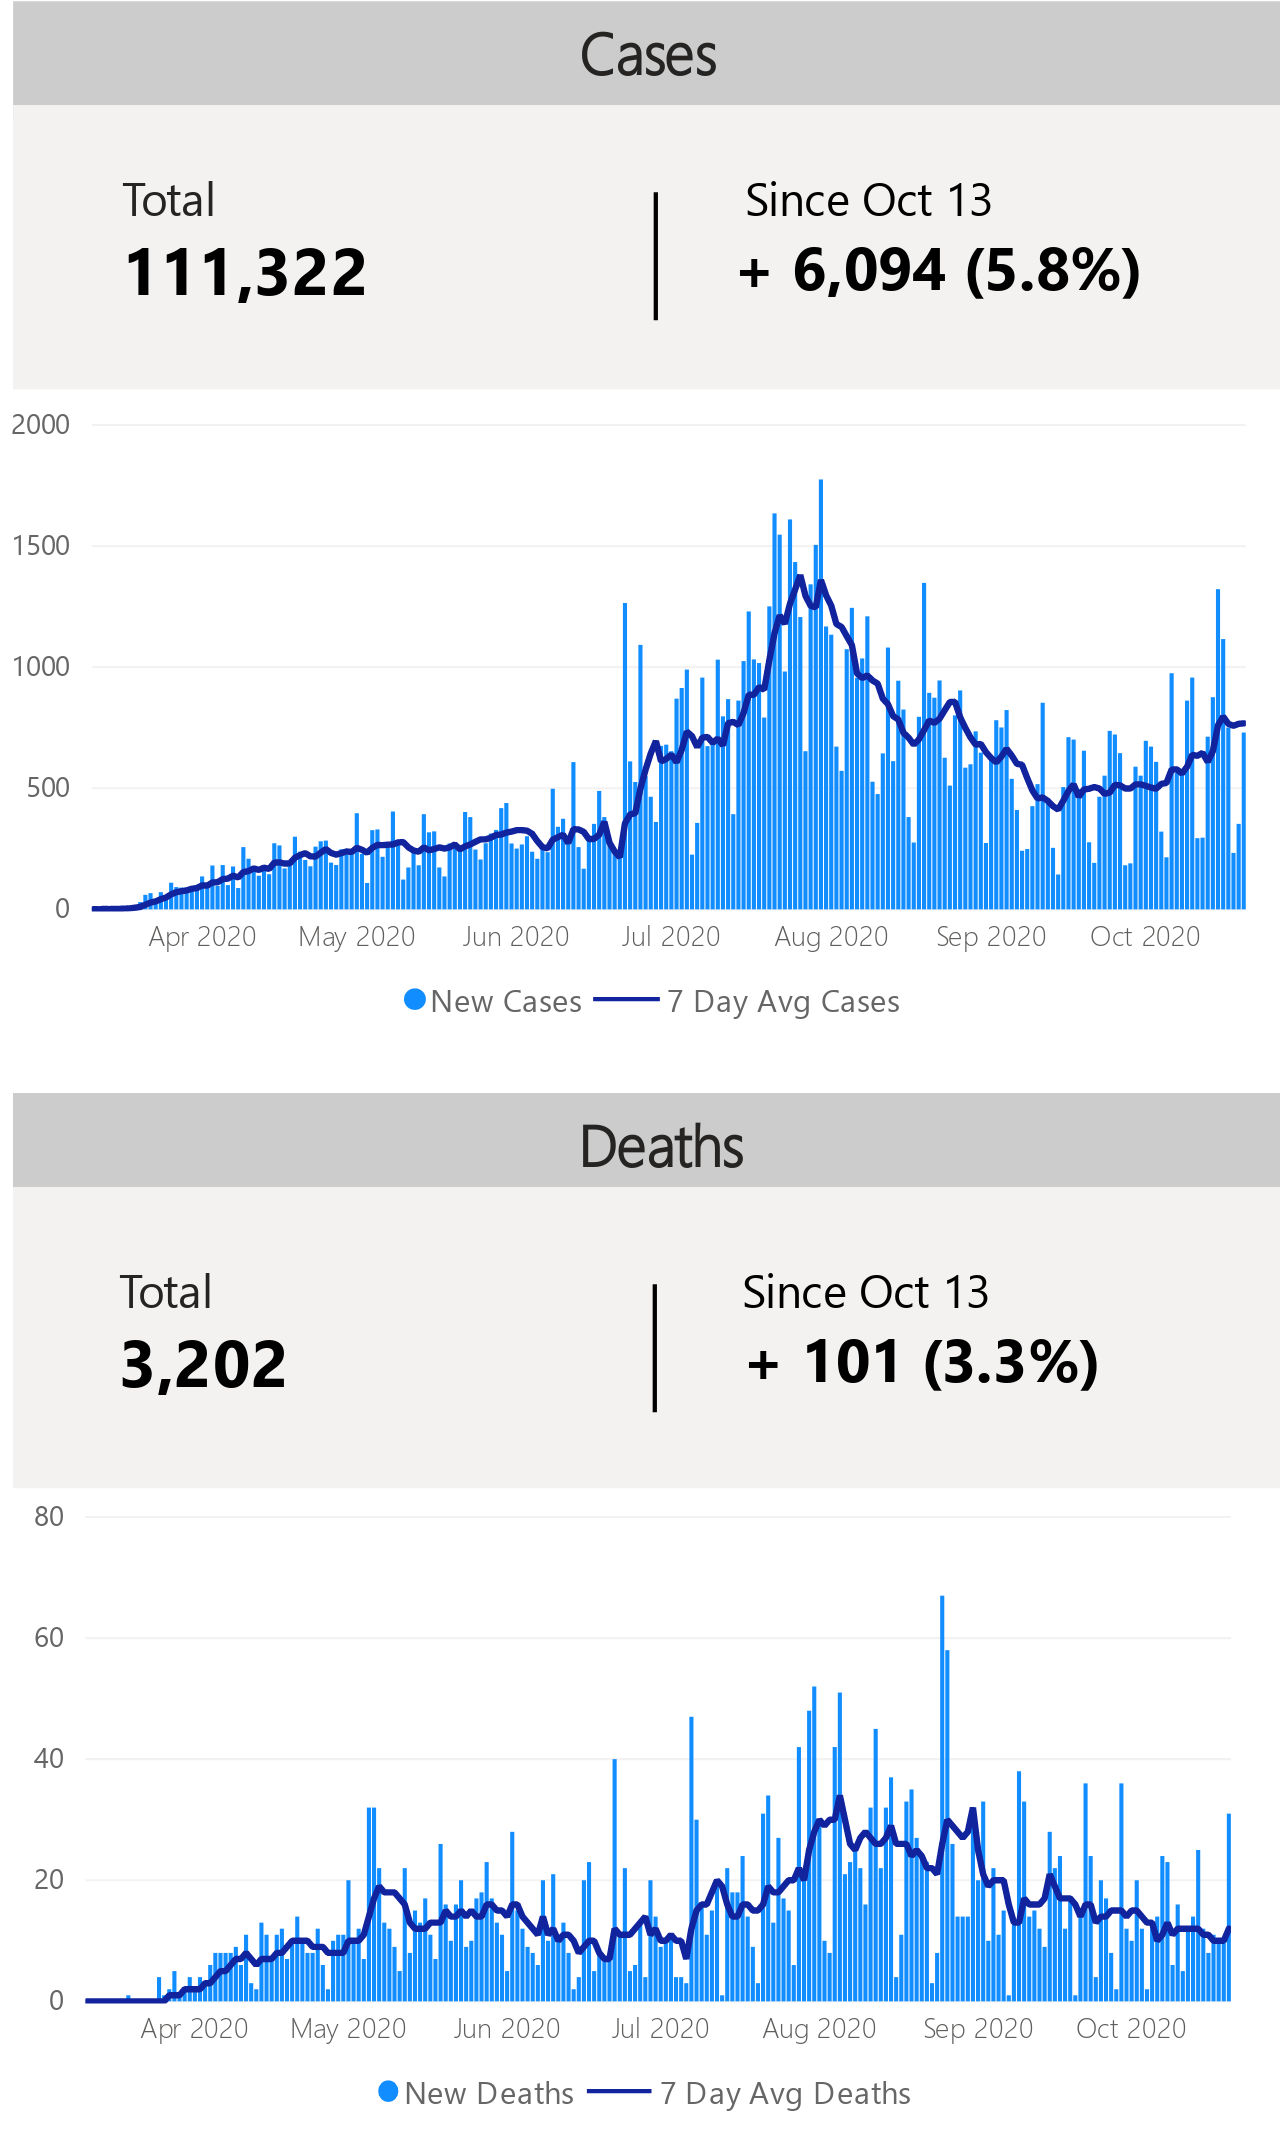 Cases
Total
Since Oct 13
111,322
+ 6,094 (5.8%)
2000
1500
1000
500
0
Apr 2020 May 2020 Jun 2020 Jul 2020 Aug 2020 Sep 2020 Oct 2020
New Cases 7 Day Avg Cases
Deaths
Total
Since Oct 13
3,202
+ 101 (3.3%)
80
60
40
20
0
Apr 2020 May 2020 Jun 2020 Jul 2020 Aug 2020 Sep 2020 Oct 2020
New Deaths 7 Day Avg Deaths